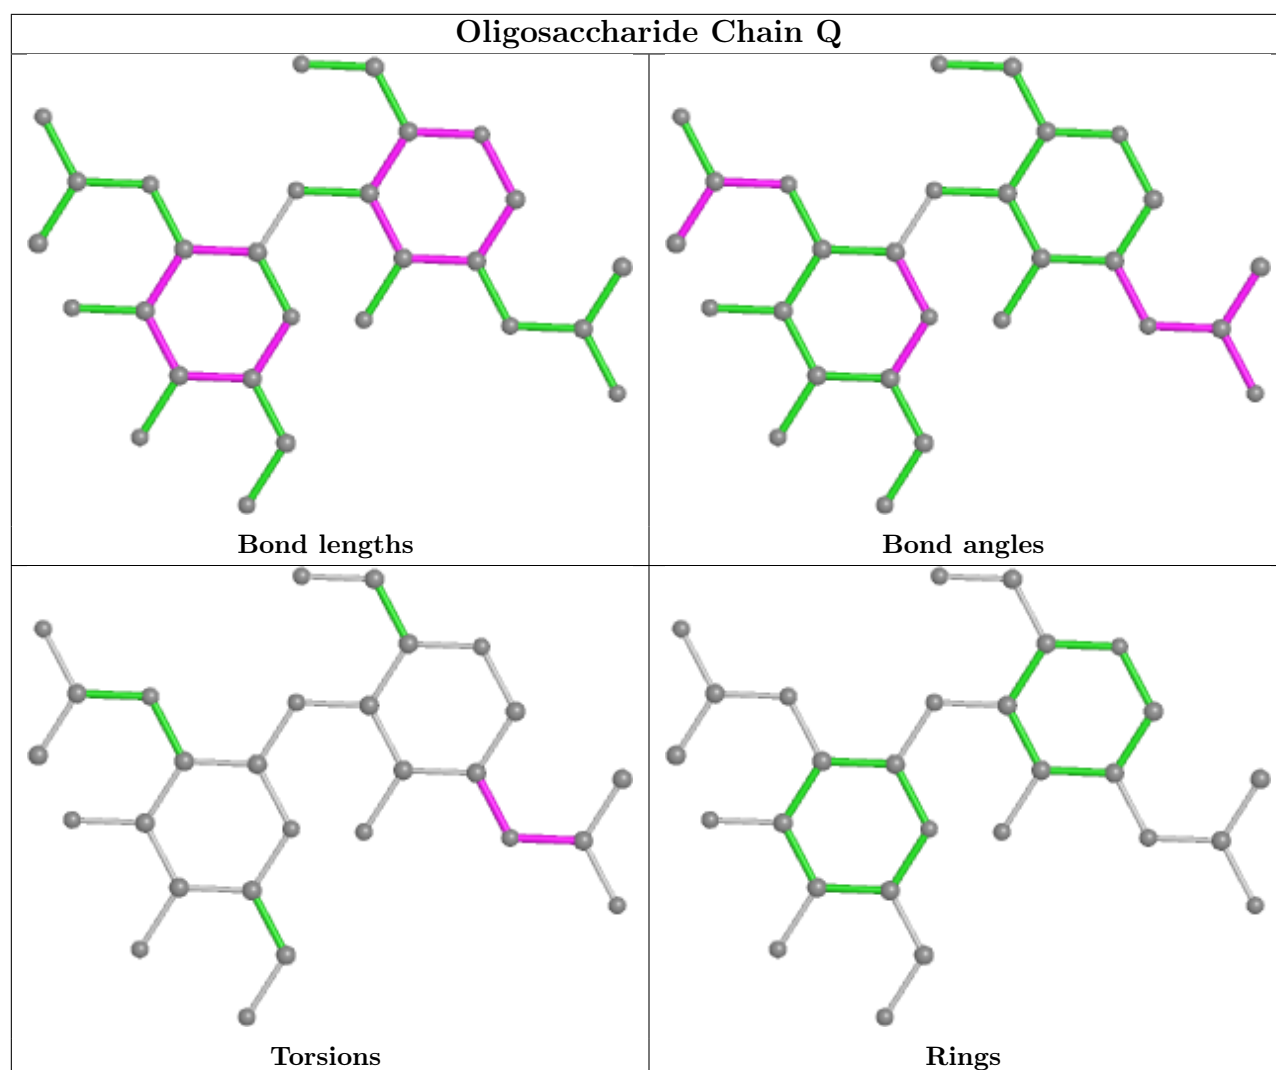 Oligosaccharide Chain Q
Bond lengths
Bond angles
Torsions
Rings